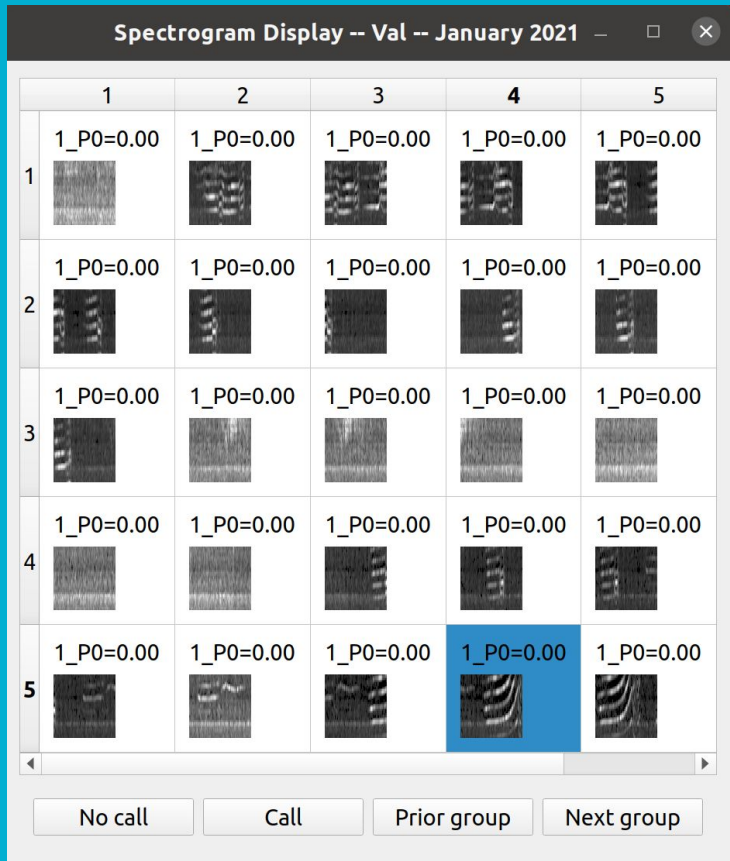 Spectrogram Display -- Val -- January 2021
1 2 3 4 5
1_P0=0.00 1_P0=0.00 1_P0=0.00 1_P0=0.00 1_P0=0.00
1
1_P0=0.00 1_P0=0.00 1_P0=0.00 1_P0=0.00 1_P0=0.00
2
1_P0=0.00 1_P0=0.00 1_P0=0.00 1_P0=0.00 1_P0=0.00
3
1_P0=0.00 1_P0=0.00 1_P0=0.00 1_P0=0.00 1_P0=0.00
4
1_P0=0.00 1_P0=0.00 1_P0=0.00 1_P0=0.00 1_P0=0.00
5
No call Call Prior group Next group